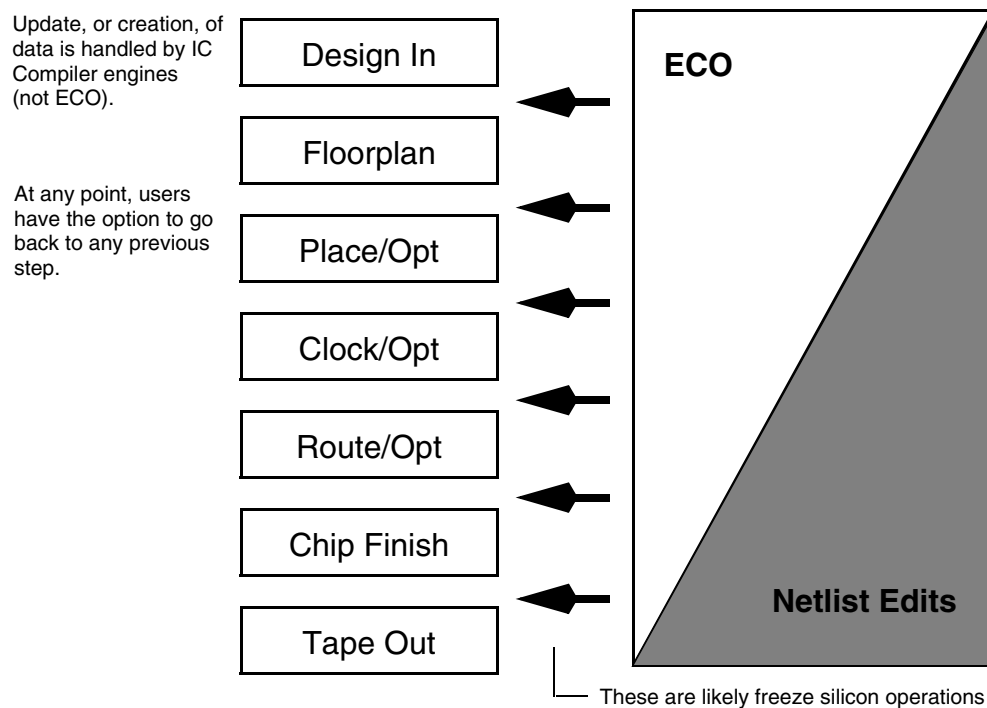 Update, or creation, of
data is handled by IC
Compiler engines
(not ECO).
Design In
ECO
Floorplan
At any point, users
have the option to go
back to any previous
step.
Place/Opt
Clock/Opt
Route/Opt
Chip Finish
Netlist Edits
Tape Out
These are likely freeze silicon operations